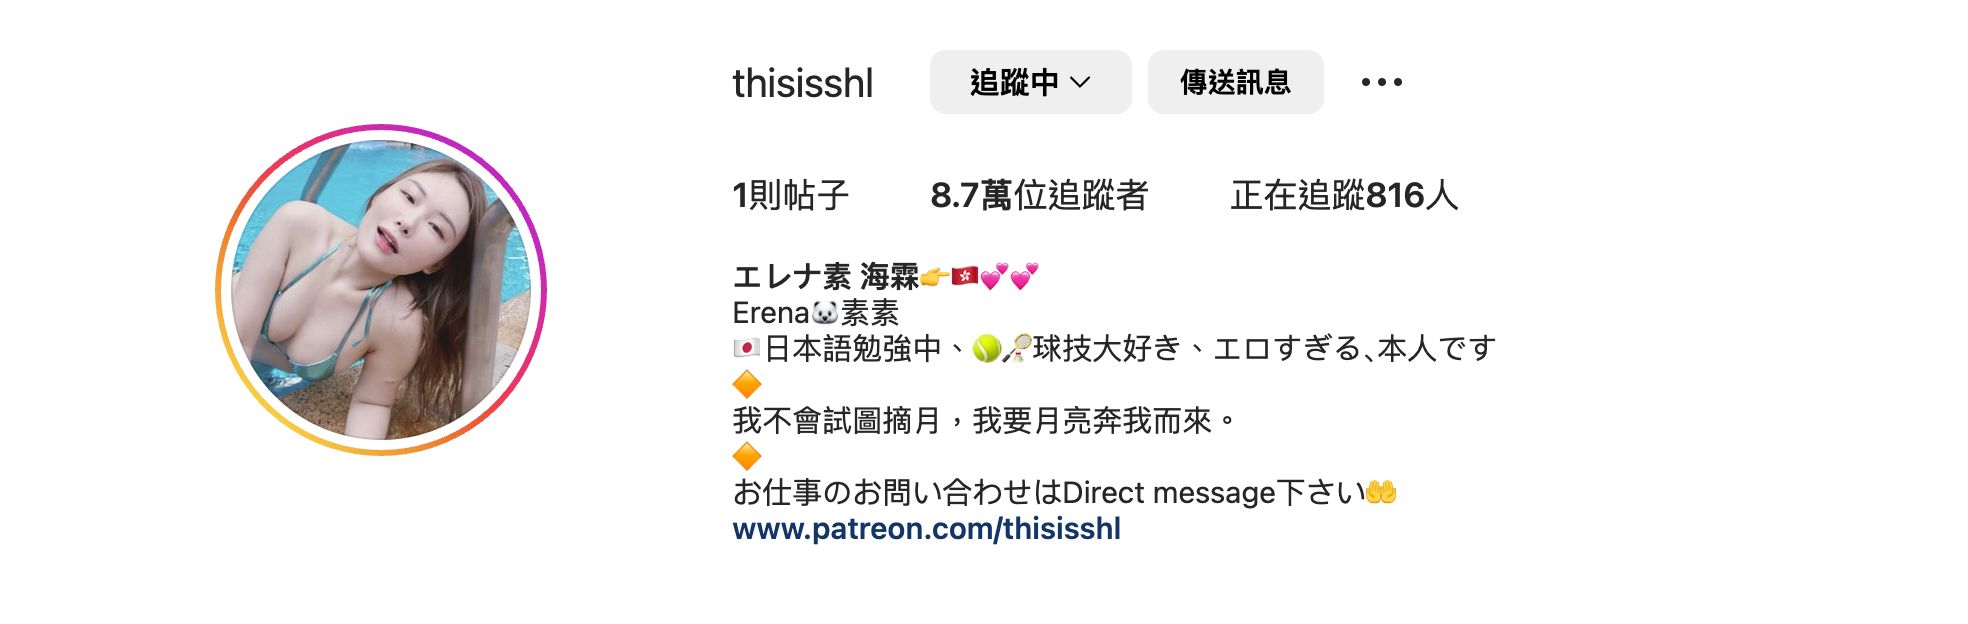 thisisshl 追蹤中 傳送訊息
1則帖子 8.7萬位追蹤者 正在追蹤816人
エレナ素 海霖👉🇭🇰💕💕
Erena🐼素素
🇯🇵日本語勉強中、🎾🏸球技大好き、エロすぎる､本人です
🔶
我不會試圖摘月，我要月亮奔我而來。
🔶
お仕事のお問い合わせはDirect message下さい🤲
www.patreon.com/thisisshl